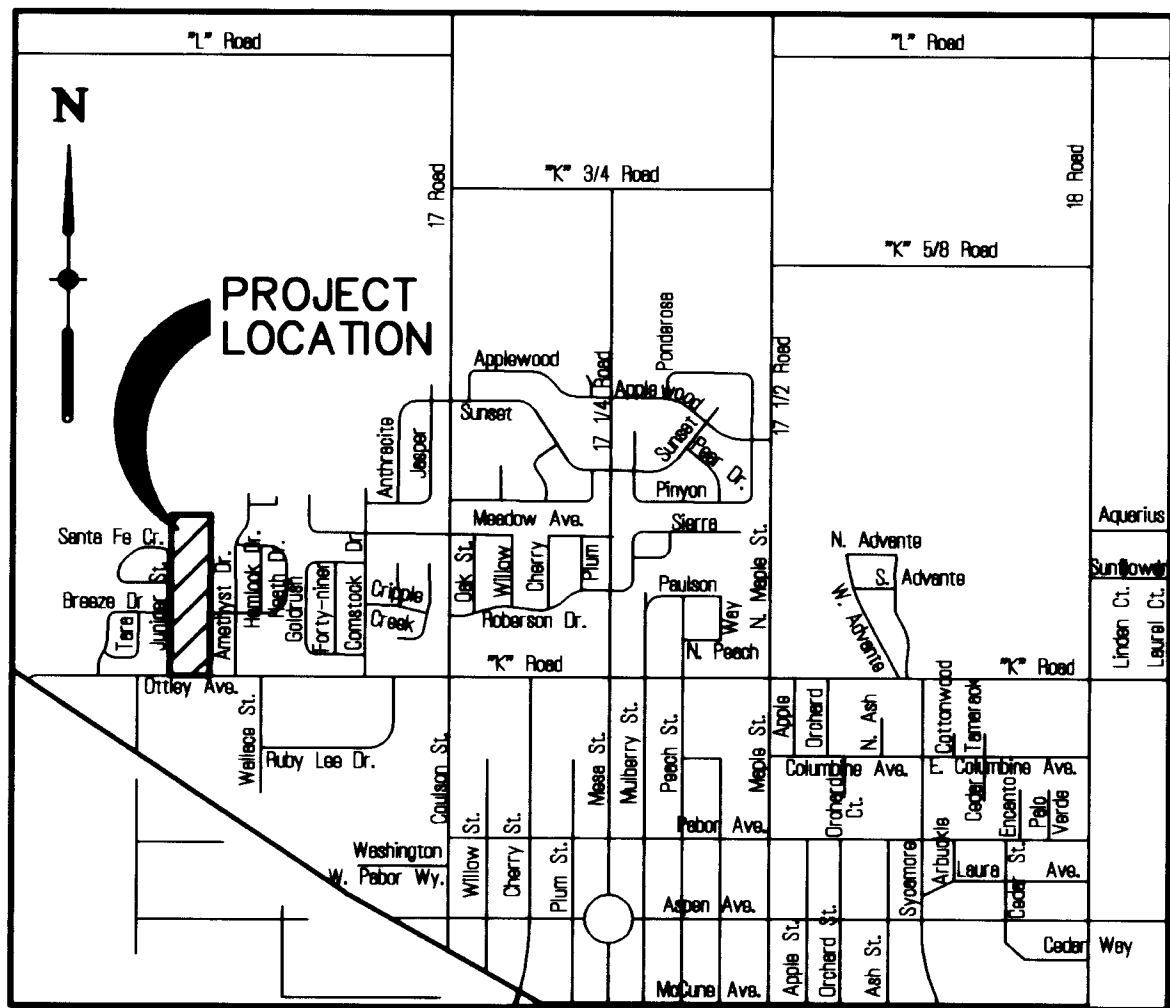 "L" Road
"L" Road
N
17 Road
"K" 3/4 Road
18 Road
"K" 5/8 Road
PROJECT
LOCATION
Ponderosa
Applewood
17 1/4 Road
Applewood
17 1/2 Road
Sunset
Sunset
Pear Dr.
Anthracite
Jasper
Pinyon
Meadow Ave.
Sierra
Aquarius
Santa Fe Cr.
N. Advante
S. Advante
W. Advante
Sunflower
Juniper St.
Amethyst Dr.
Hemlock Dr.
Neath Dr.
Goldrush
Forty-niner
Comstock Dr.
Cripple
Creek
Oak St.
Willow
Cherry
Plum
Roberson Dr.
Paulson
Way
N. Maple St.
N. Peach
Breeze Dr
Tara
Linden Ct.
Laurel Ct.
"K" Road
"K" Road
Ottley Ave.
Wallace St.
Ruby Lee Dr.
Coulson St.
Mesa St.
Mulberry St.
Peach St.
Maple St.
Apple
Orchard
N. Ash
Cottonwood
Tamarack
Columbine Ave.
E. Columbine Ave.
Orchard
Ct.
Cedar
Encanto
Palo
Verde
Pabor Ave.
Washington
W. Pabor Wy.
Willow St.
Cherry St.
Plum St.
Sycamore
Arbuckle
Laura Ave.
Cedar St.
Aspen Ave.
Apple St.
Orchard St.
Ash St.
Cedar Way
McCune Ave.